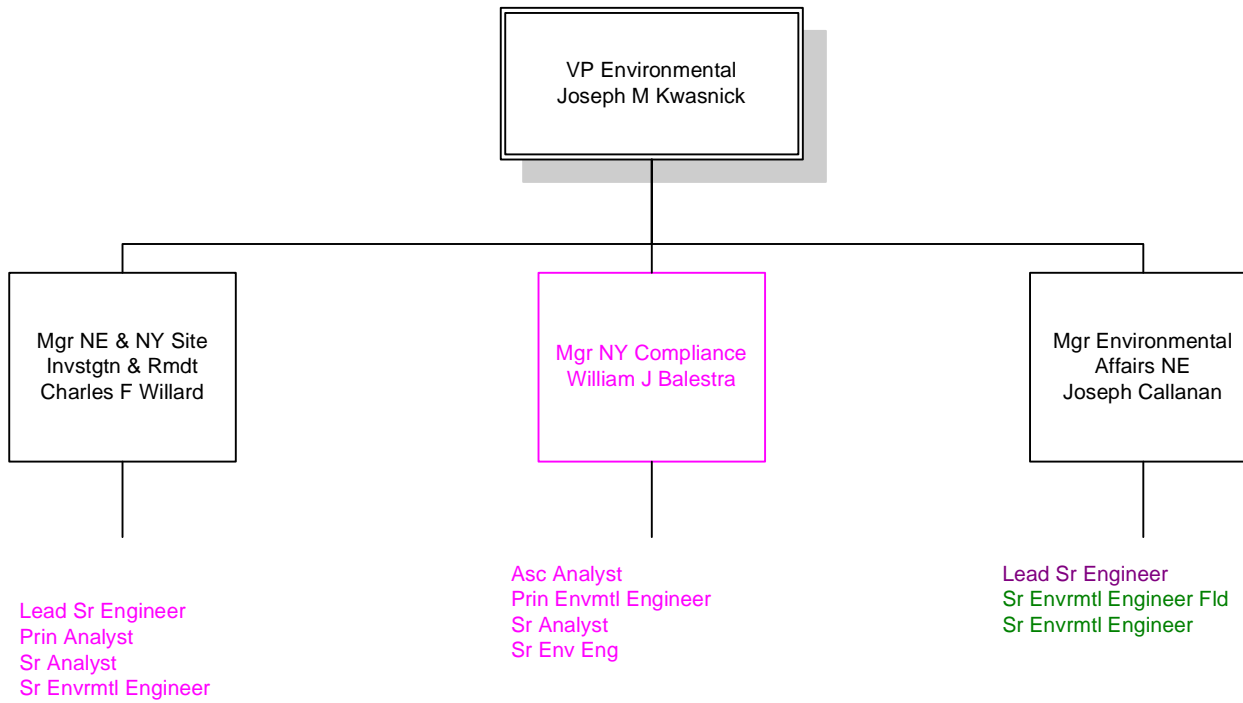 VP Environmental
Joseph M Kwasnick
Mgr NE & NY Site
Invstgtn & Rmdt
Charles F Willard
Mgr NY Compliance
William J Balestra
Mgr Environmental
Affairs NE
Joseph Callanan
Lead Sr Engineer
Prin Analyst
Sr Analyst
Sr Envrmtl Engineer
Asc Analyst
Prin Envmtl Engineer
Sr Analyst
Sr Env Eng
Lead Sr Engineer
Sr Envrmtl Engineer Fld
Sr Envrmtl Engineer